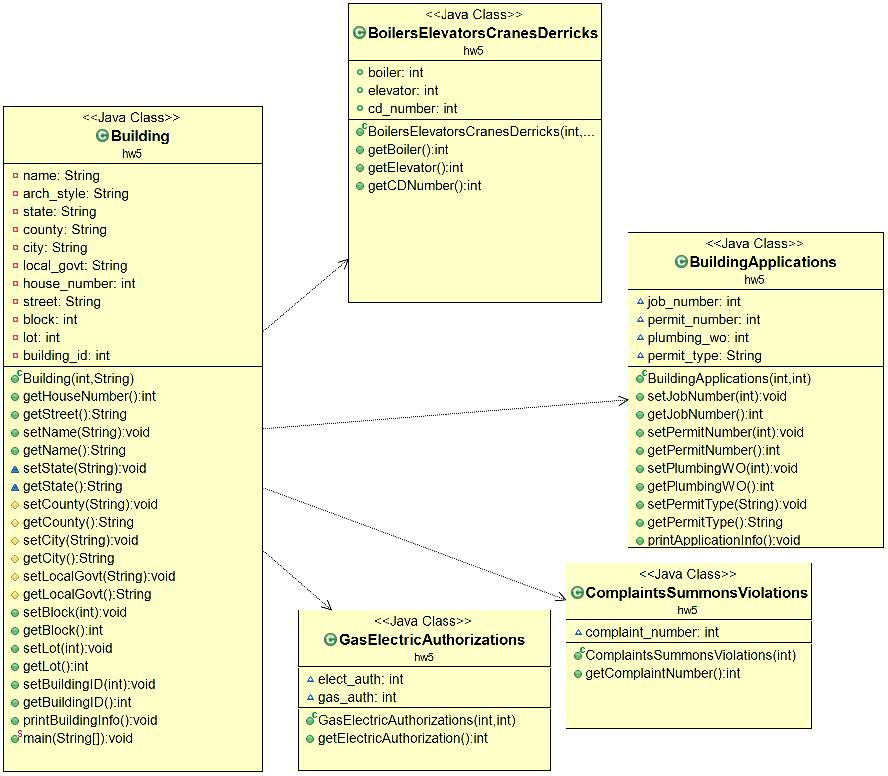 <<Java Class>>
BoilersElevatorsCranesDerricks
hw5
boiler: int
elevator: int
cd_number: int
BoilersElevatorsCranesDerricks(int,...
getBoiler():int
getElevator():int
getCDNumber():int
<<Java Class>>
Building
hw5
name: String
arch_style: String
state: String
county: String
city: String
local_govt: String
house_number: int
street: String
block: int
lot: int
building_id: int
Building(int,String)
getHouseNumber():int
getStreet():String
setName(String):void
getName():String
setState(String):void
getState():String
setCounty(String):void
getCounty():String
setCity(String):void
getCity():String
setLocalGovt(String):void
getLocalGovt():String
setBlock(int):void
getBlock():int
setLot(int):void
getLot():int
setBuildingID(int):void
getBuildingID():int
printBuildingInfo():void
main(String[]):void
<<Java Class>>
BuildingApplications
hw5
job_number: int
permit_number: int
plumbing_wo: int
permit_type: String
BuildingApplications(int,int)
setJobNumber(int):void
getJobNumber():int
setPermitNumber(int):void
getPermitNumber():int
setPlumbingWO(int):void
getPlumbingWO():int
setPermitType(String):void
getPermitType():String
printApplicationInfo():void
<<Java Class>>
ComplaintsSummonsViolations
hw5
complaint_number: int
ComplaintsSummonsViolations(int)
getComplaintNumber():int
<<Java Class>>
GasElectricAuthorizations
hw5
elect_auth: int
gas_auth: int
GasElectricAuthorizations(int,int)
getElectricAuthorization():int